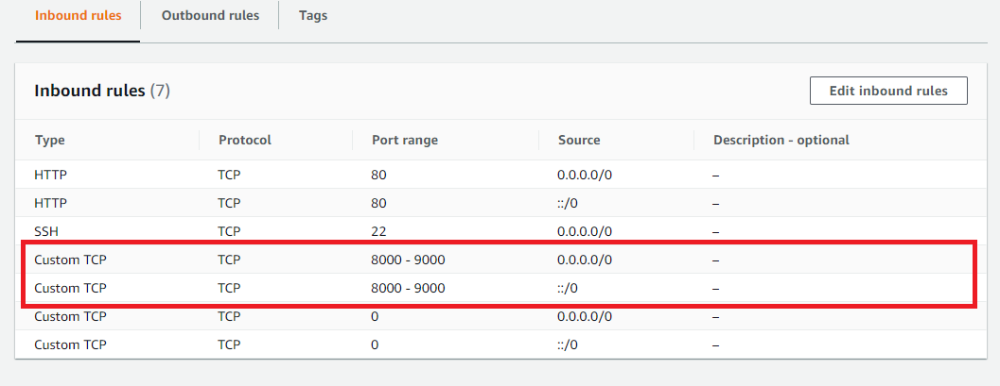 Inbound rules Outbound rules Tags
Inbound rules (7) Edit inbound rules
Type Protocol Port range Source Description - optional
HTTP TCP 80 0.0.0.0/0 –
HTTP TCP 80 ::/0 –
SSH TCP 22 0.0.0.0/0 –
Custom TCP TCP 8000 - 9000 0.0.0.0/0 –
Custom TCP TCP 8000 - 9000 ::/0 –
Custom TCP TCP 0 0.0.0.0/0 –
Custom TCP TCP 0 ::/0 –